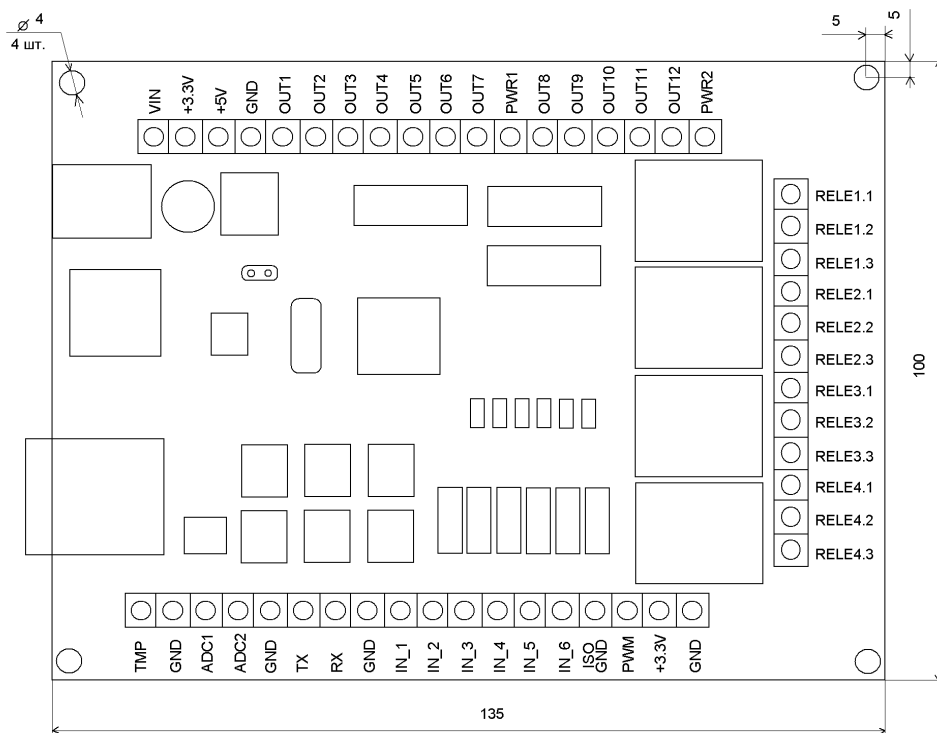 ⌀ 4
4 шт.
5
5
VIN
+3.3V
+5V
GND
OUT1
OUT2
OUT3
OUT4
OUT5
OUT6
OUT7
PWR1
OUT8
OUT9
OUT10
OUT11
OUT12
PWR2
RELE1.1
RELE1.2
RELE1.3
RELE2.1
RELE2.2
RELE2.3
RELE3.1
RELE3.2
RELE3.3
RELE4.1
RELE4.2
RELE4.3
100
TMP
GND
ADC1
ADC2
GND
TX
RX
GND
IN_1
IN_2
IN_3
IN_4
IN_5
IN_6
ISO
GND
PWM
+3.3V
GND
135